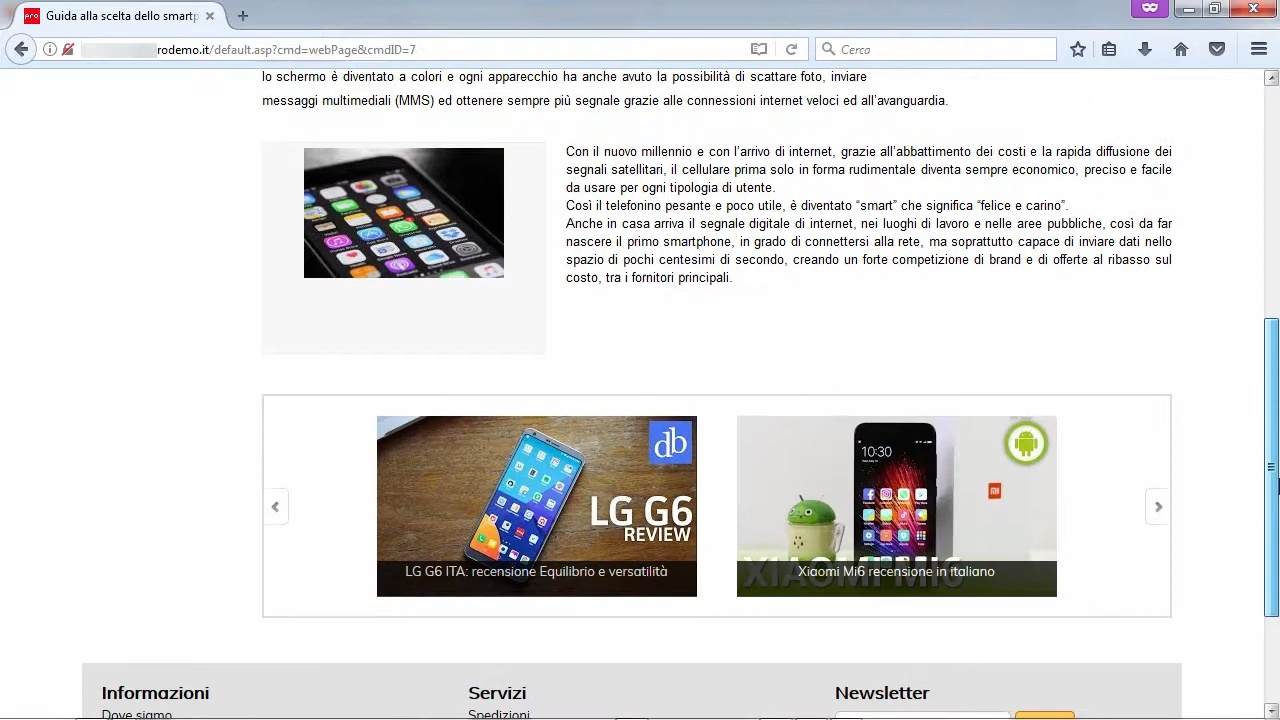 pro Guida alla scelta dello smartp
rodemo.it/default.asp?cmd=webPage&cmdID=7
Cerca
lo schermo è diventato a colori e ogni apparecchio ha anche avuto la possibilità di scattare foto, inviare
messaggi multimediali (MMS) ed ottenere sempre più segnale grazie alle connessioni internet veloci ed all’avanguardia.
Con il nuovo millennio e con l’arrivo di internet, grazie all’abbattimento dei costi e la rapida diffusione dei
segnali satellitari, il cellulare prima solo in forma rudimentale diventa sempre economico, preciso e facile
da usare per ogni tipologia di utente.
Così il telefonino pesante e poco utile, è diventato “smart” che significa “felice e carino”.
Anche in casa arriva il segnale digitale di internet, nei luoghi di lavoro e nelle aree pubbliche, così da far
nascere il primo smartphone, in grado di connettersi alla rete, ma soprattutto capace di inviare dati nello
spazio di pochi centesimi di secondo, creando un forte competizione di brand e di offerte al ribasso sul
costo, tra i fornitori principali.
db
LG G6
REVIEW
LG G6 ITA: recensione Equilibrio e versatilità
10:30
MI
XIAOMI MI6
Xiaomi Mi6 recensione in italiano
Informazioni
Dove siamo
Servizi
Spedizioni
Newsletter